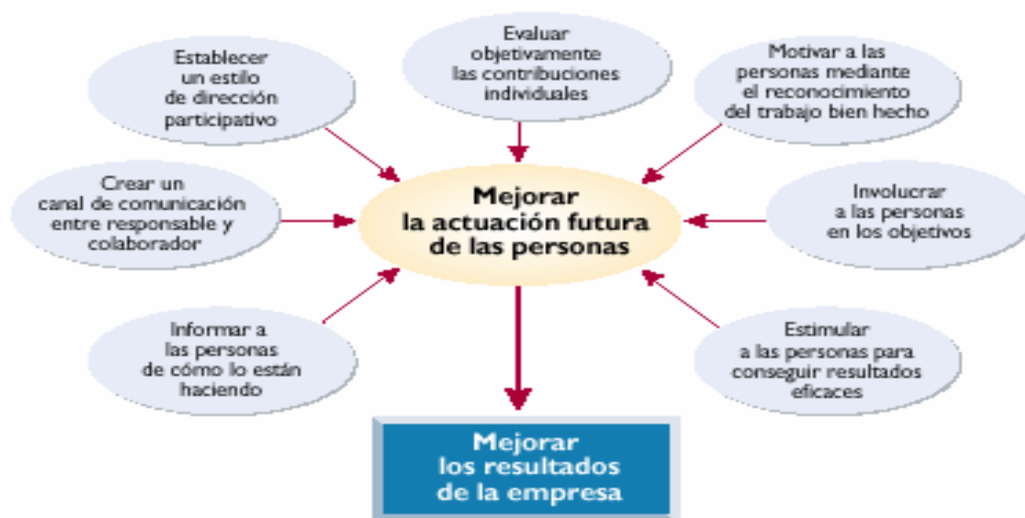 Establecer
un estilo
de dirección
participativo
Evaluar
objetivamente
las contribuciones
individuales
Motivar a las
personas mediante
el reconocimiento
del trabajo bien hecho
Crear un
canal de comunicación
entre responsable y
colaborador
Mejorar
la actuación futura
de las personas
Involucrar
a las personas
en los objetivos
Informar a
las personas
de cómo lo están
haciendo
Estimular
a las personas para
conseguir resultados
eficaces
Mejorar
los resultados
de la empresa